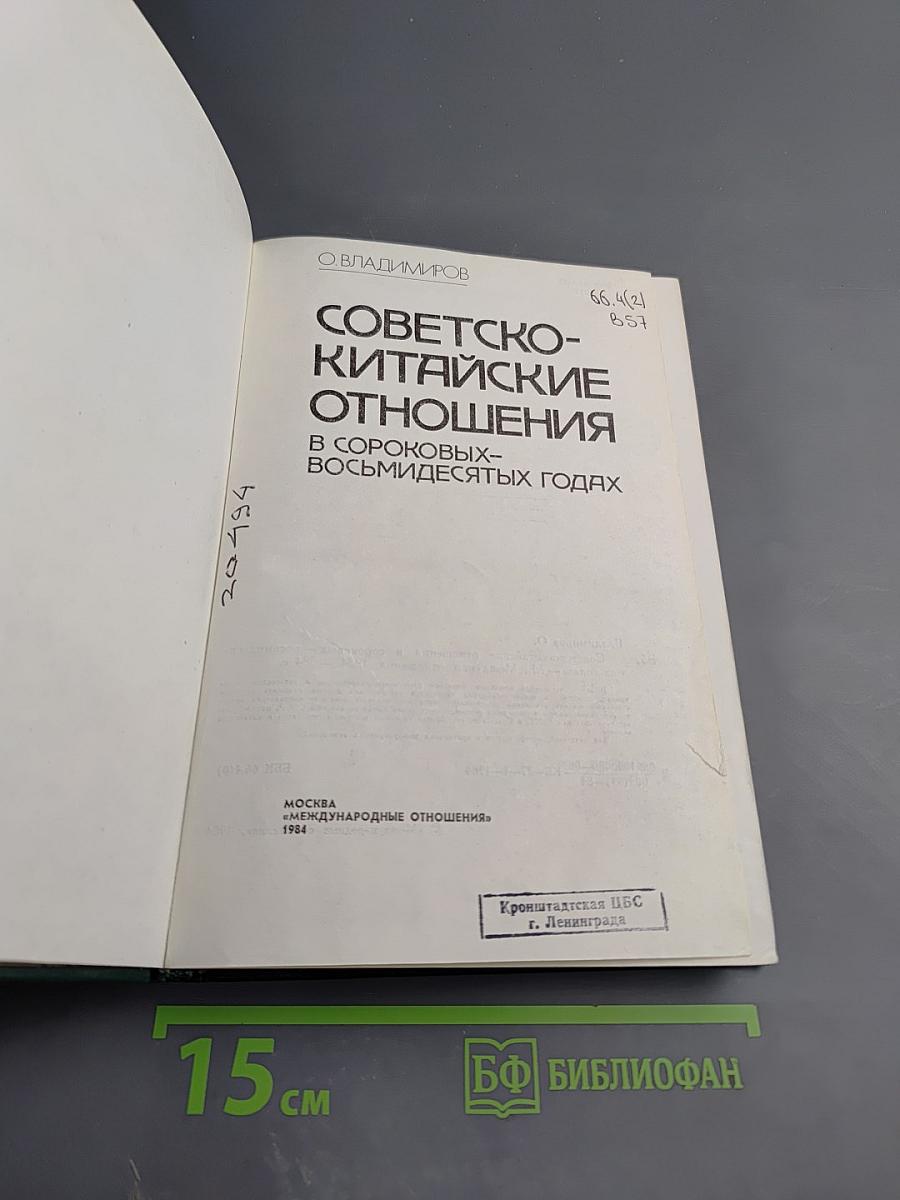 О. ВЛАДИМИРОВ
66.4(2)
В57
СОВЕТСКО-
КИТАЙСКИЕ
ОТНОШЕНИЯ
В СОРОКОВЫХ–
ВОСЬМИДЕСЯТЫХ ГОДАХ
20494
МОСКВА
«МЕЖДУНАРОДНЫЕ ОТНОШЕНИЯ»
1984
Кронштадтская ЦБС
г. Ленинграда
15 см
БФ БИБЛИОФАН